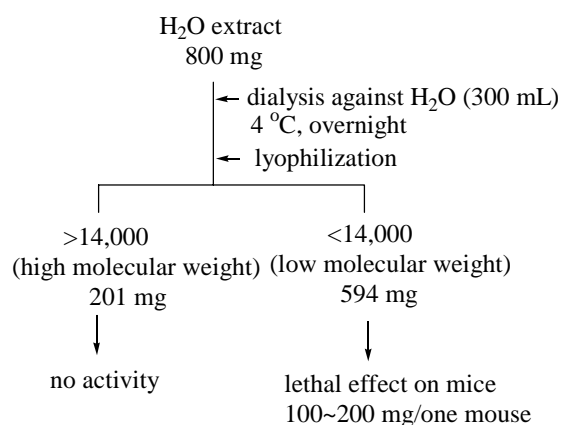 H₂O extract
800 mg
dialysis against H₂O (300 mL)
4 °C, overnight
lyophilization
>14,000
(high molecular weight)
201 mg
<14,000
(low molecular weight)
594 mg
no activity
lethal effect on mice
100~200 mg/one mouse